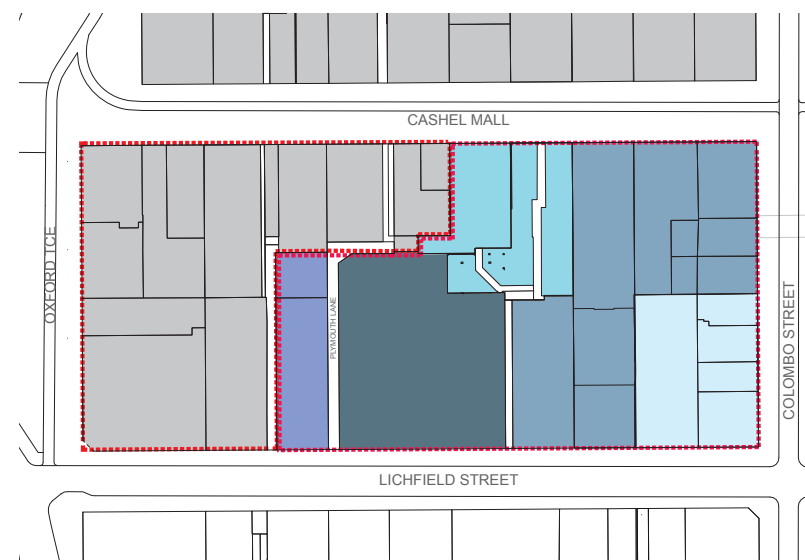 CASHEL MALL
OXFORD TCE
PLYMOUTH LANE
COLOMBO STREET
LICHFIELD STREET